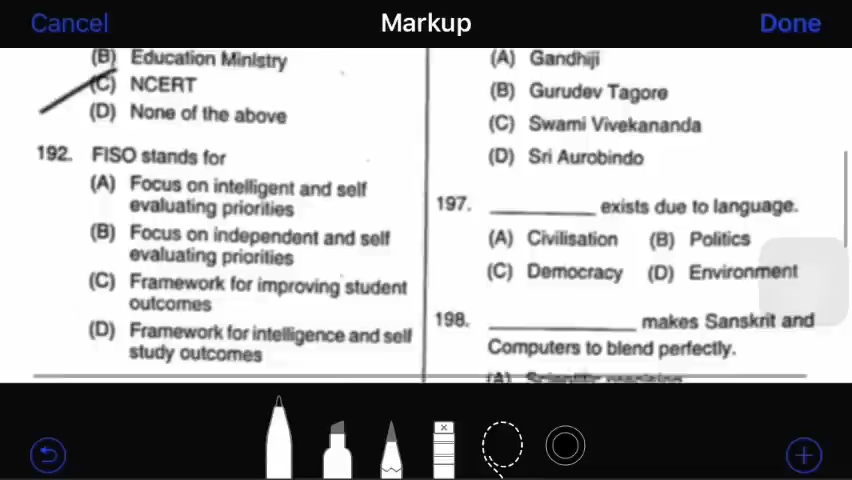 Cancel
Markup
Done
(B) Education Ministry
(C) NCERT
(D) None of the above
192. FISO stands for
(A) Focus on intelligent and self
evaluating priorities
(B) Focus on independent and self
evaluating priorities
(C) Framework for improving student
outcomes
(D) Framework for intelligence and self
study outcomes
(A) Gandhiji
(B) Gurudev Tagore
(C) Swami Vivekananda
(D) Sri Aurobindo
197. __________ exists due to language.
(A) Civilisation (B) Politics
(C) Democracy (D) Environment
198. ______________ makes Sanskrit and
Computers to blend perfectly.
(A) Scientific